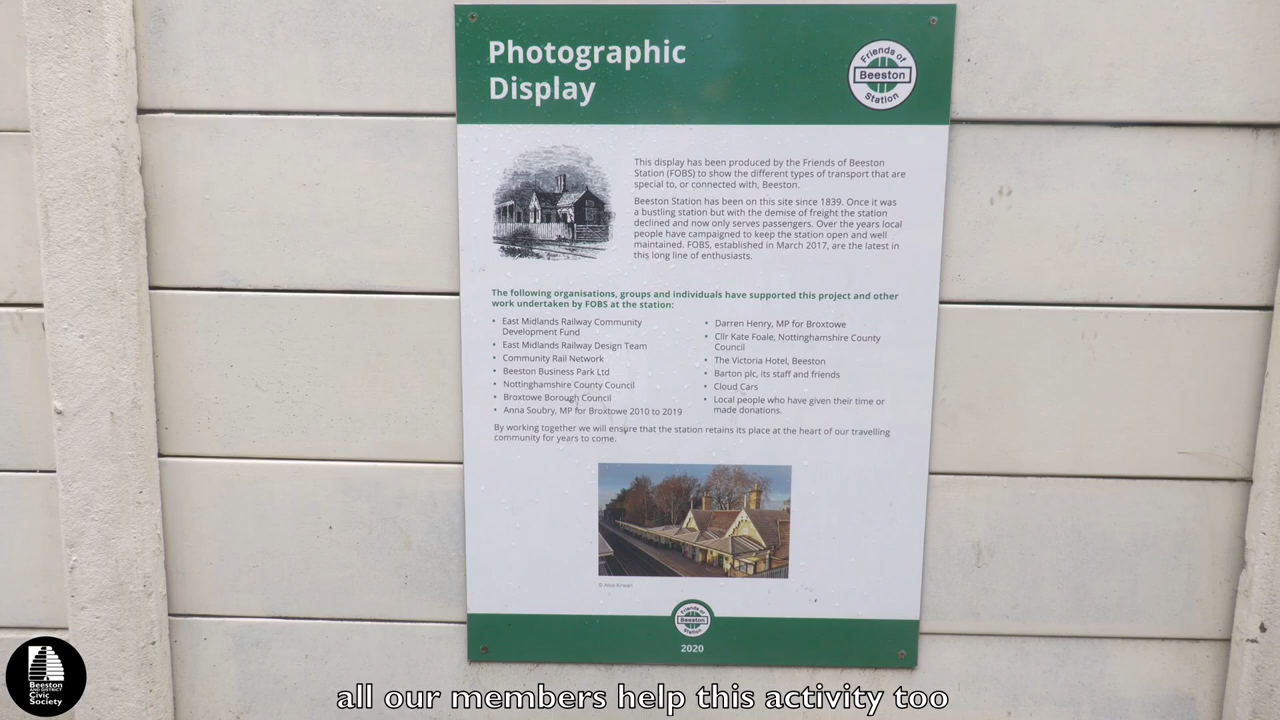 Photographic
Display
Friends of
Beeston
Station
This display has been produced by the Friends of Beeston
Station (FOBS) to show the different types of transport that are
special to, or connected with, Beeston.
Beeston Station has been on this site since 1839. Once it was
a bustling station but with the demise of freight the station
declined and now only serves passengers. Over the years local
people have campaigned to keep the station open and well
maintained. FOBS, established in March 2017, are the latest in
this long line of enthusiasts.
The following organisations, groups and individuals have supported this project and other
work undertaken by FOBS at the station:
• East Midlands Railway Community
Development Fund
• East Midlands Railway Design Team
• Community Rail Network
• Beeston Business Park Ltd
• Nottinghamshire County Council
• Broxtowe Borough Council
• Anna Soubry, MP for Broxtowe 2010 to 2019
• Darren Henry, MP for Broxtowe
• Cllr Kate Foale, Nottinghamshire County
Council
• The Victoria Hotel, Beeston
• Barton plc, its staff and friends
• Cloud Cars
• Local people who have given their time or
made donations.
By working together we will ensure that the station retains its place at the heart of our travelling
community for years to come.
© Alice Kirwan
Friends of
Beeston
Station
2020
Beeston
AND DISTRICT
Civic
Society
all our members help this activity too